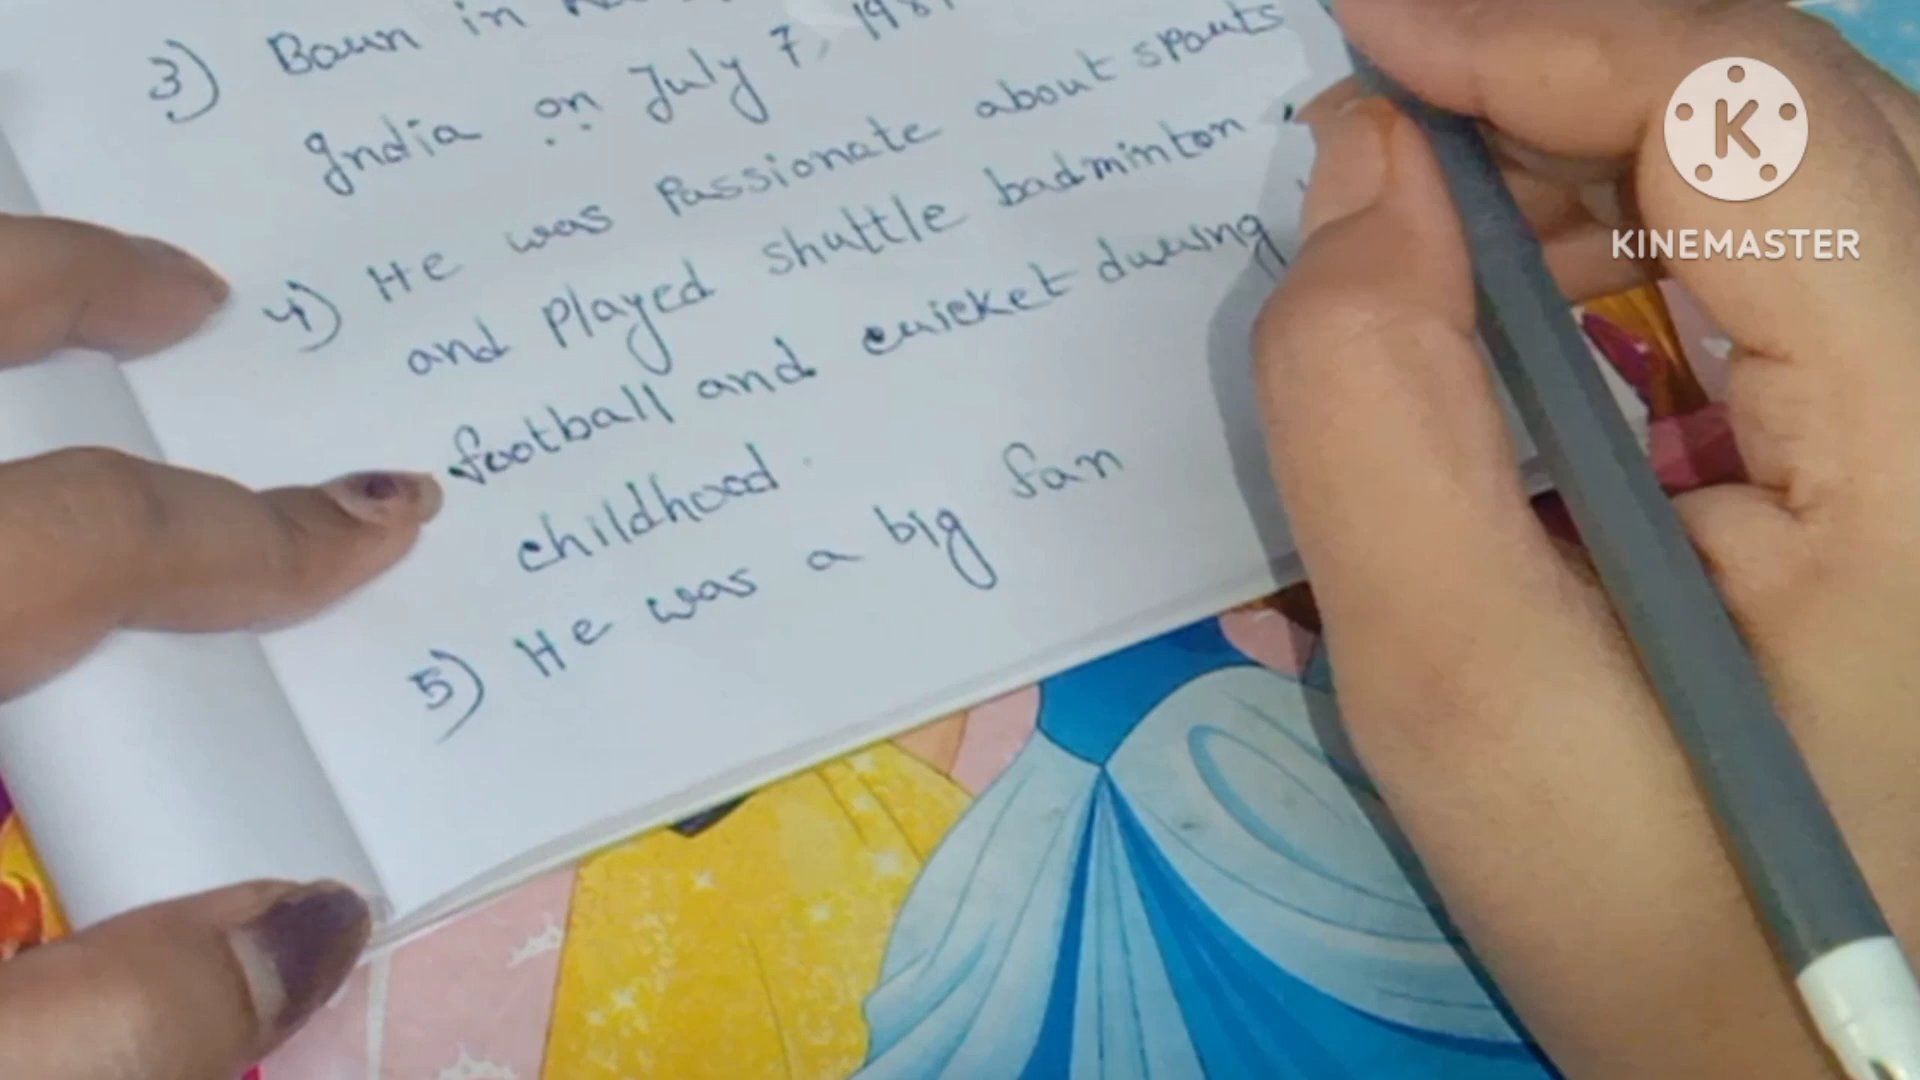 3) Born in
India on July 7, 198
4) He was Passionate about sports
and Played shuttle badminton,
football and cricket during
childhood.
5) He was a big fan
K
KINEMASTER